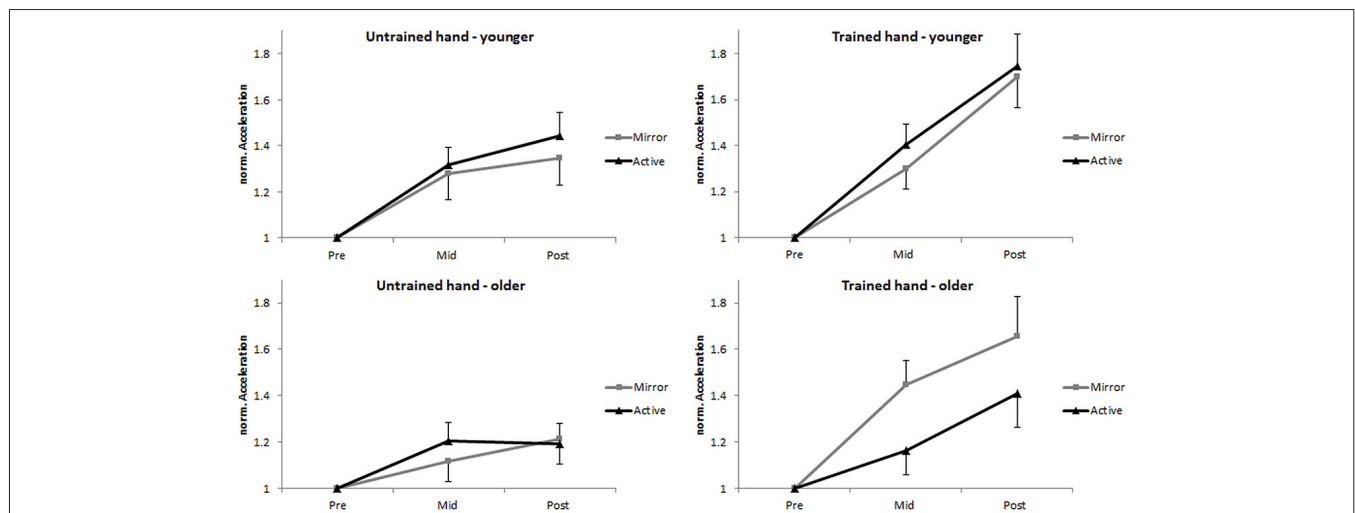 Untrained hand - younger
norm. Acceleration
1.8
1.6
1.4
1.2
1
Pre Mid Post
Mirror
Active
Trained hand - younger
norm. Acceleration
1.8
1.6
1.4
1.2
1
Pre Mid Post
Mirror
Active
Untrained hand - older
norm. Acceleration
1.8
1.6
1.4
1.2
1
Pre Mid Post
Mirror
Active
Trained hand - older
norm. Acceleration
1.8
1.6
1.4
1.2
1
Pre Mid Post
Mirror
Active